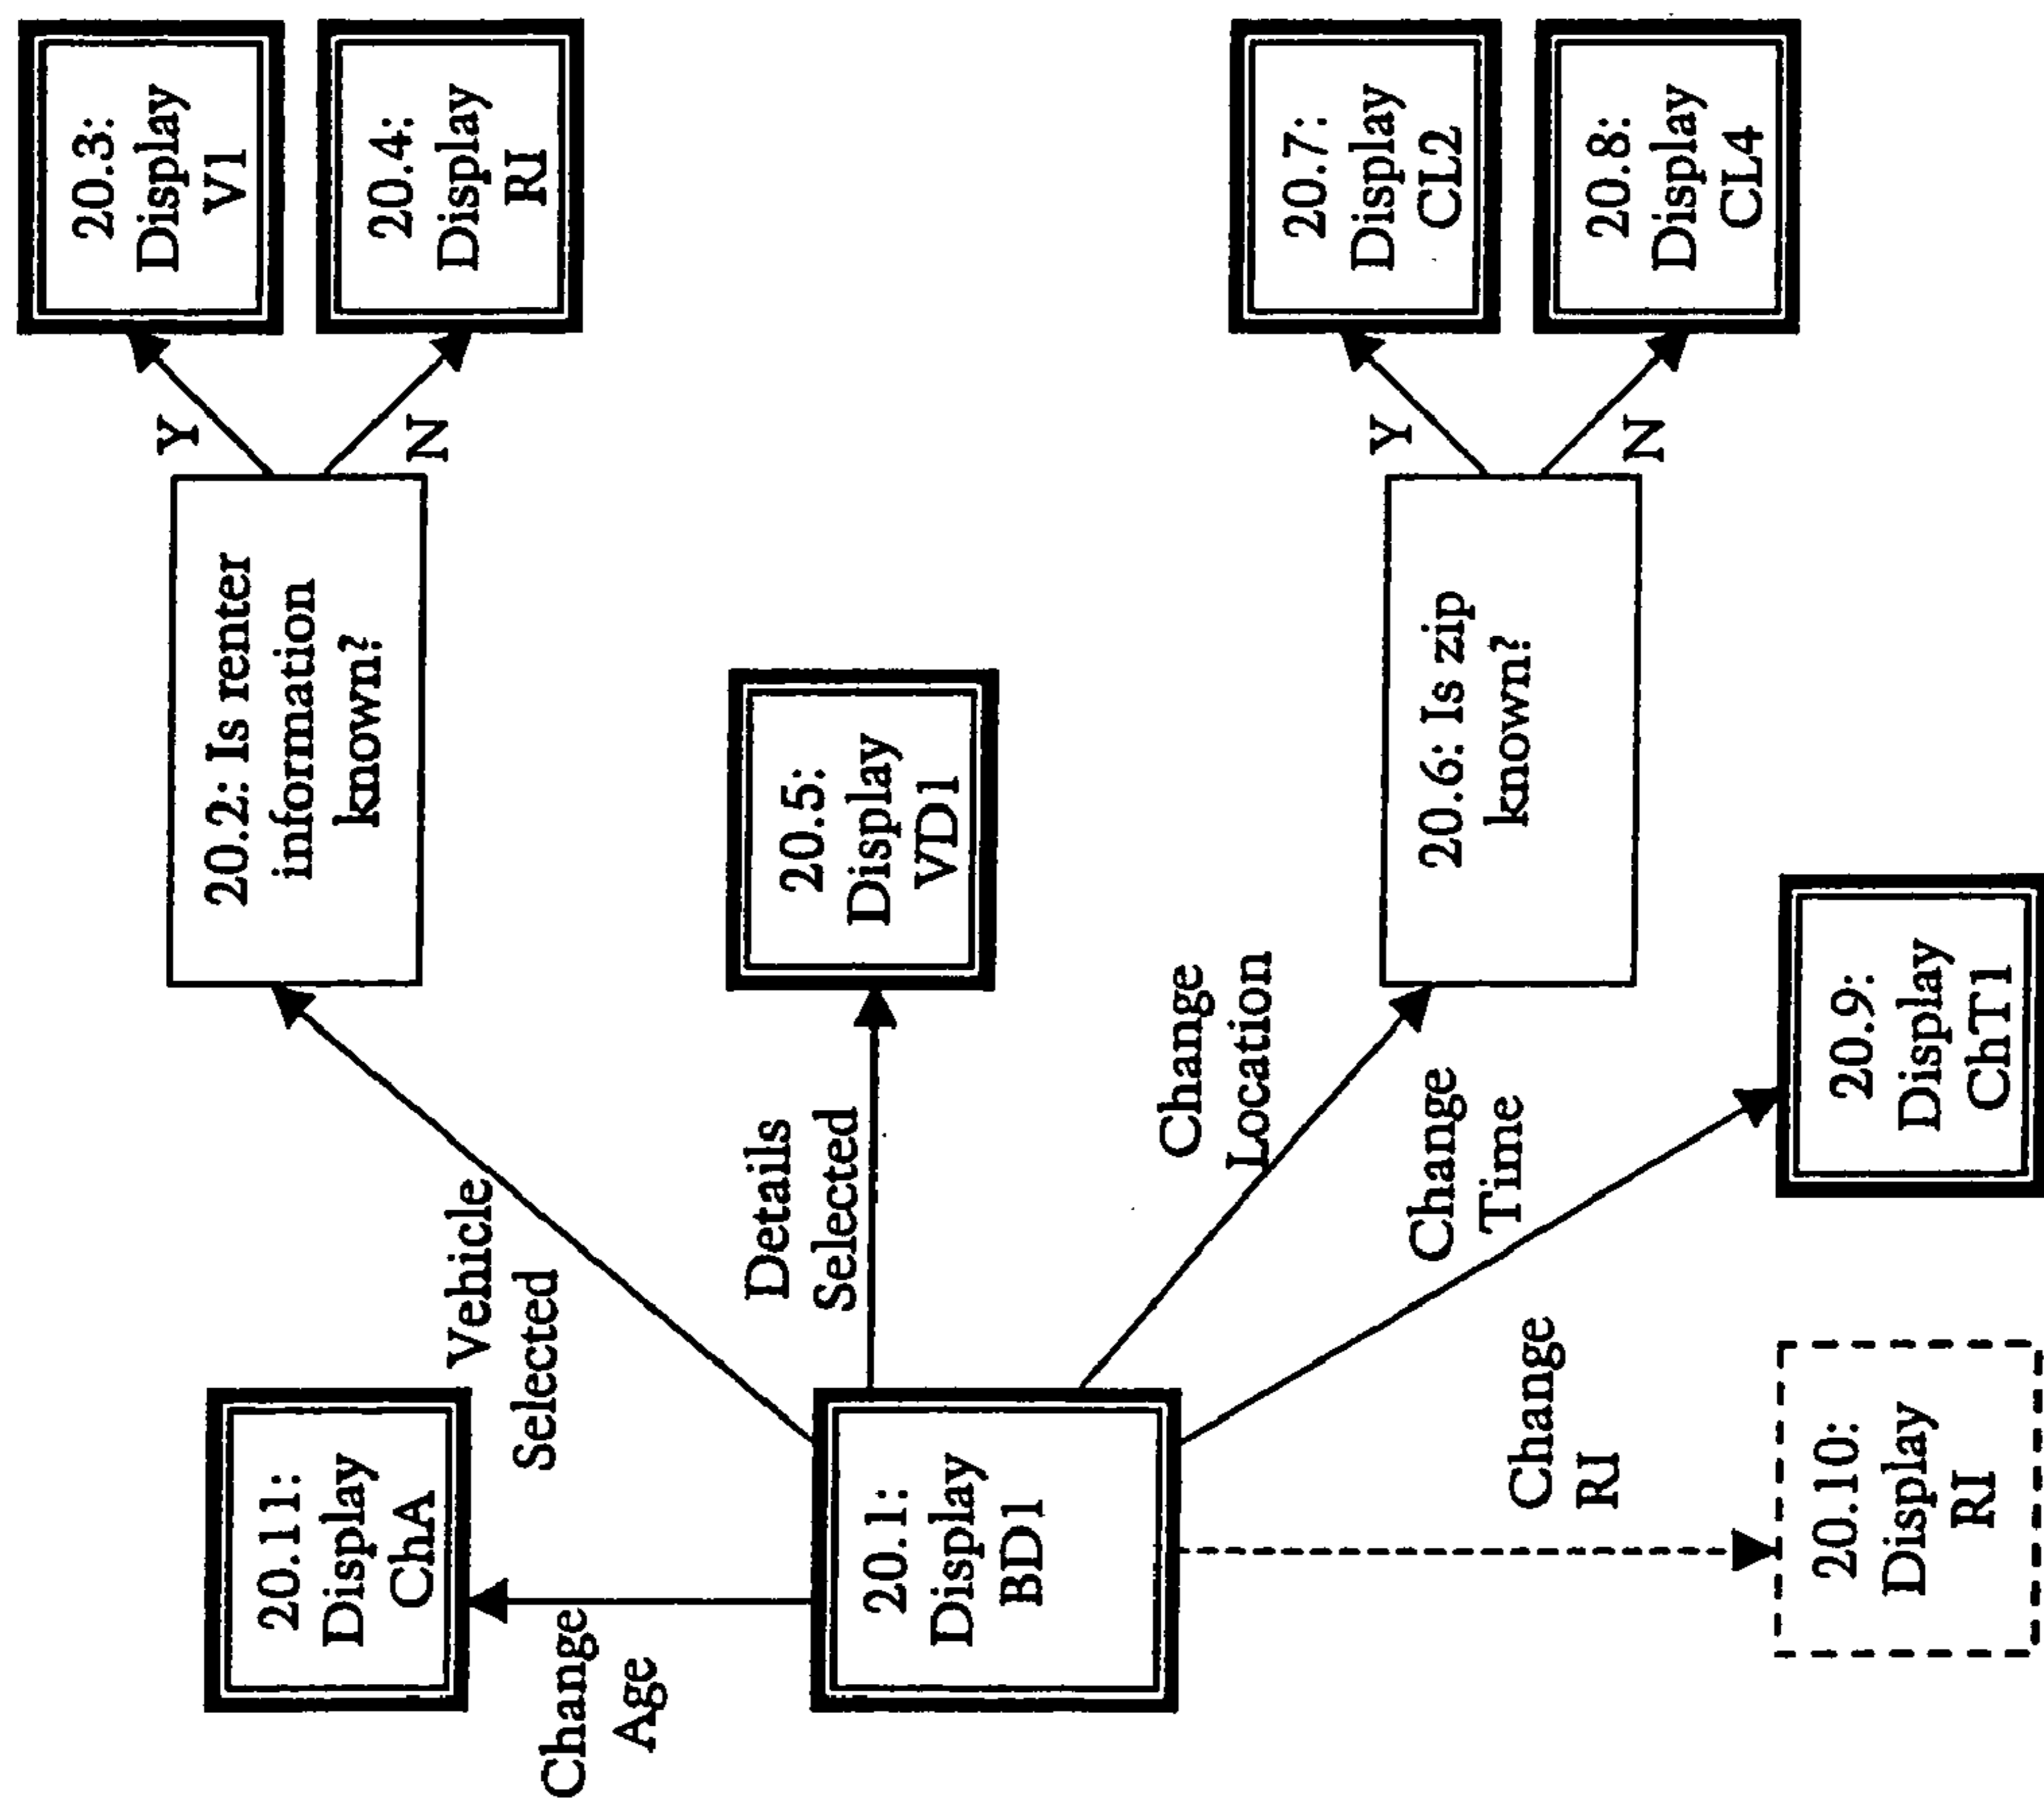 20.11:
Display
ChA
Change
Age
Vehicle
Selected
20.2: Is renter
information
known?
Y
N
20.3:
Display
V1
20.4:
Display
RI
20.1:
Display
BD1
Details
Selected
20.5:
Display
VD1
Change
Location
20.6: Is zip
known?
Y
N
20.7:
Display
CL2
20.8:
Display
CL4
Change
Time
20.9:
Display
ChT1
Change
RI
20.10:
Display
RI